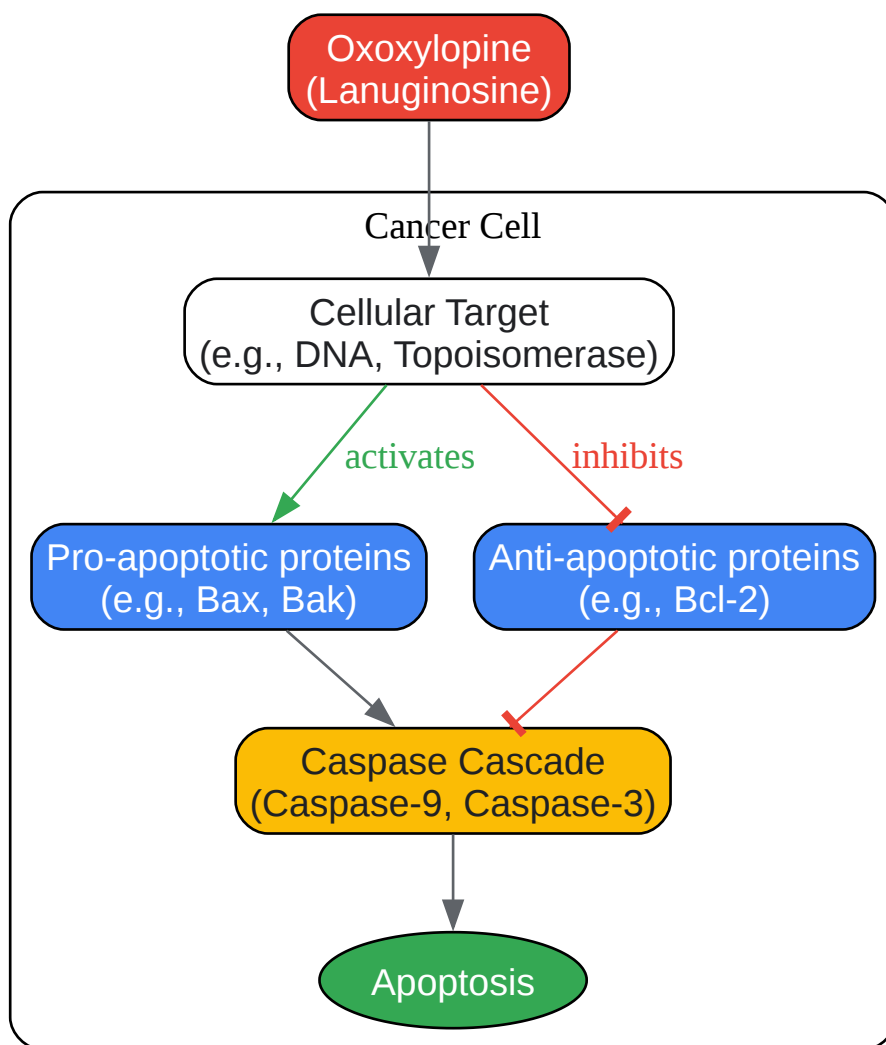 Oxoxylopine
(Lanuginosine)
Cancer Cell
Cellular Target
(e.g., DNA, Topoisomerase)
activates
inhibits
Pro-apoptotic proteins
(e.g., Bax, Bak)
Anti-apoptotic proteins
(e.g., Bcl-2)
Caspase Cascade
(Caspase-9, Caspase-3)
Apoptosis